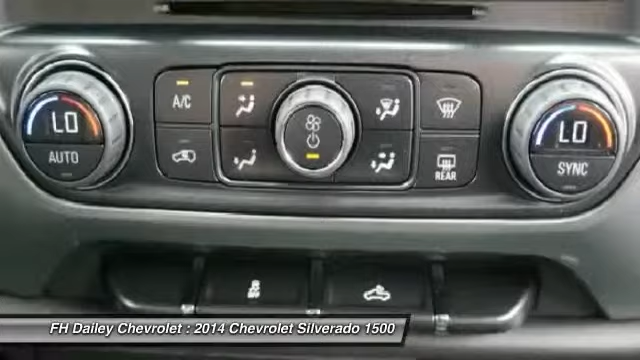 A/C
LO
LO
AUTO
SYNC
REAR
FH Dailey Chevrolet : 2014 Chevrolet Silverado 1500